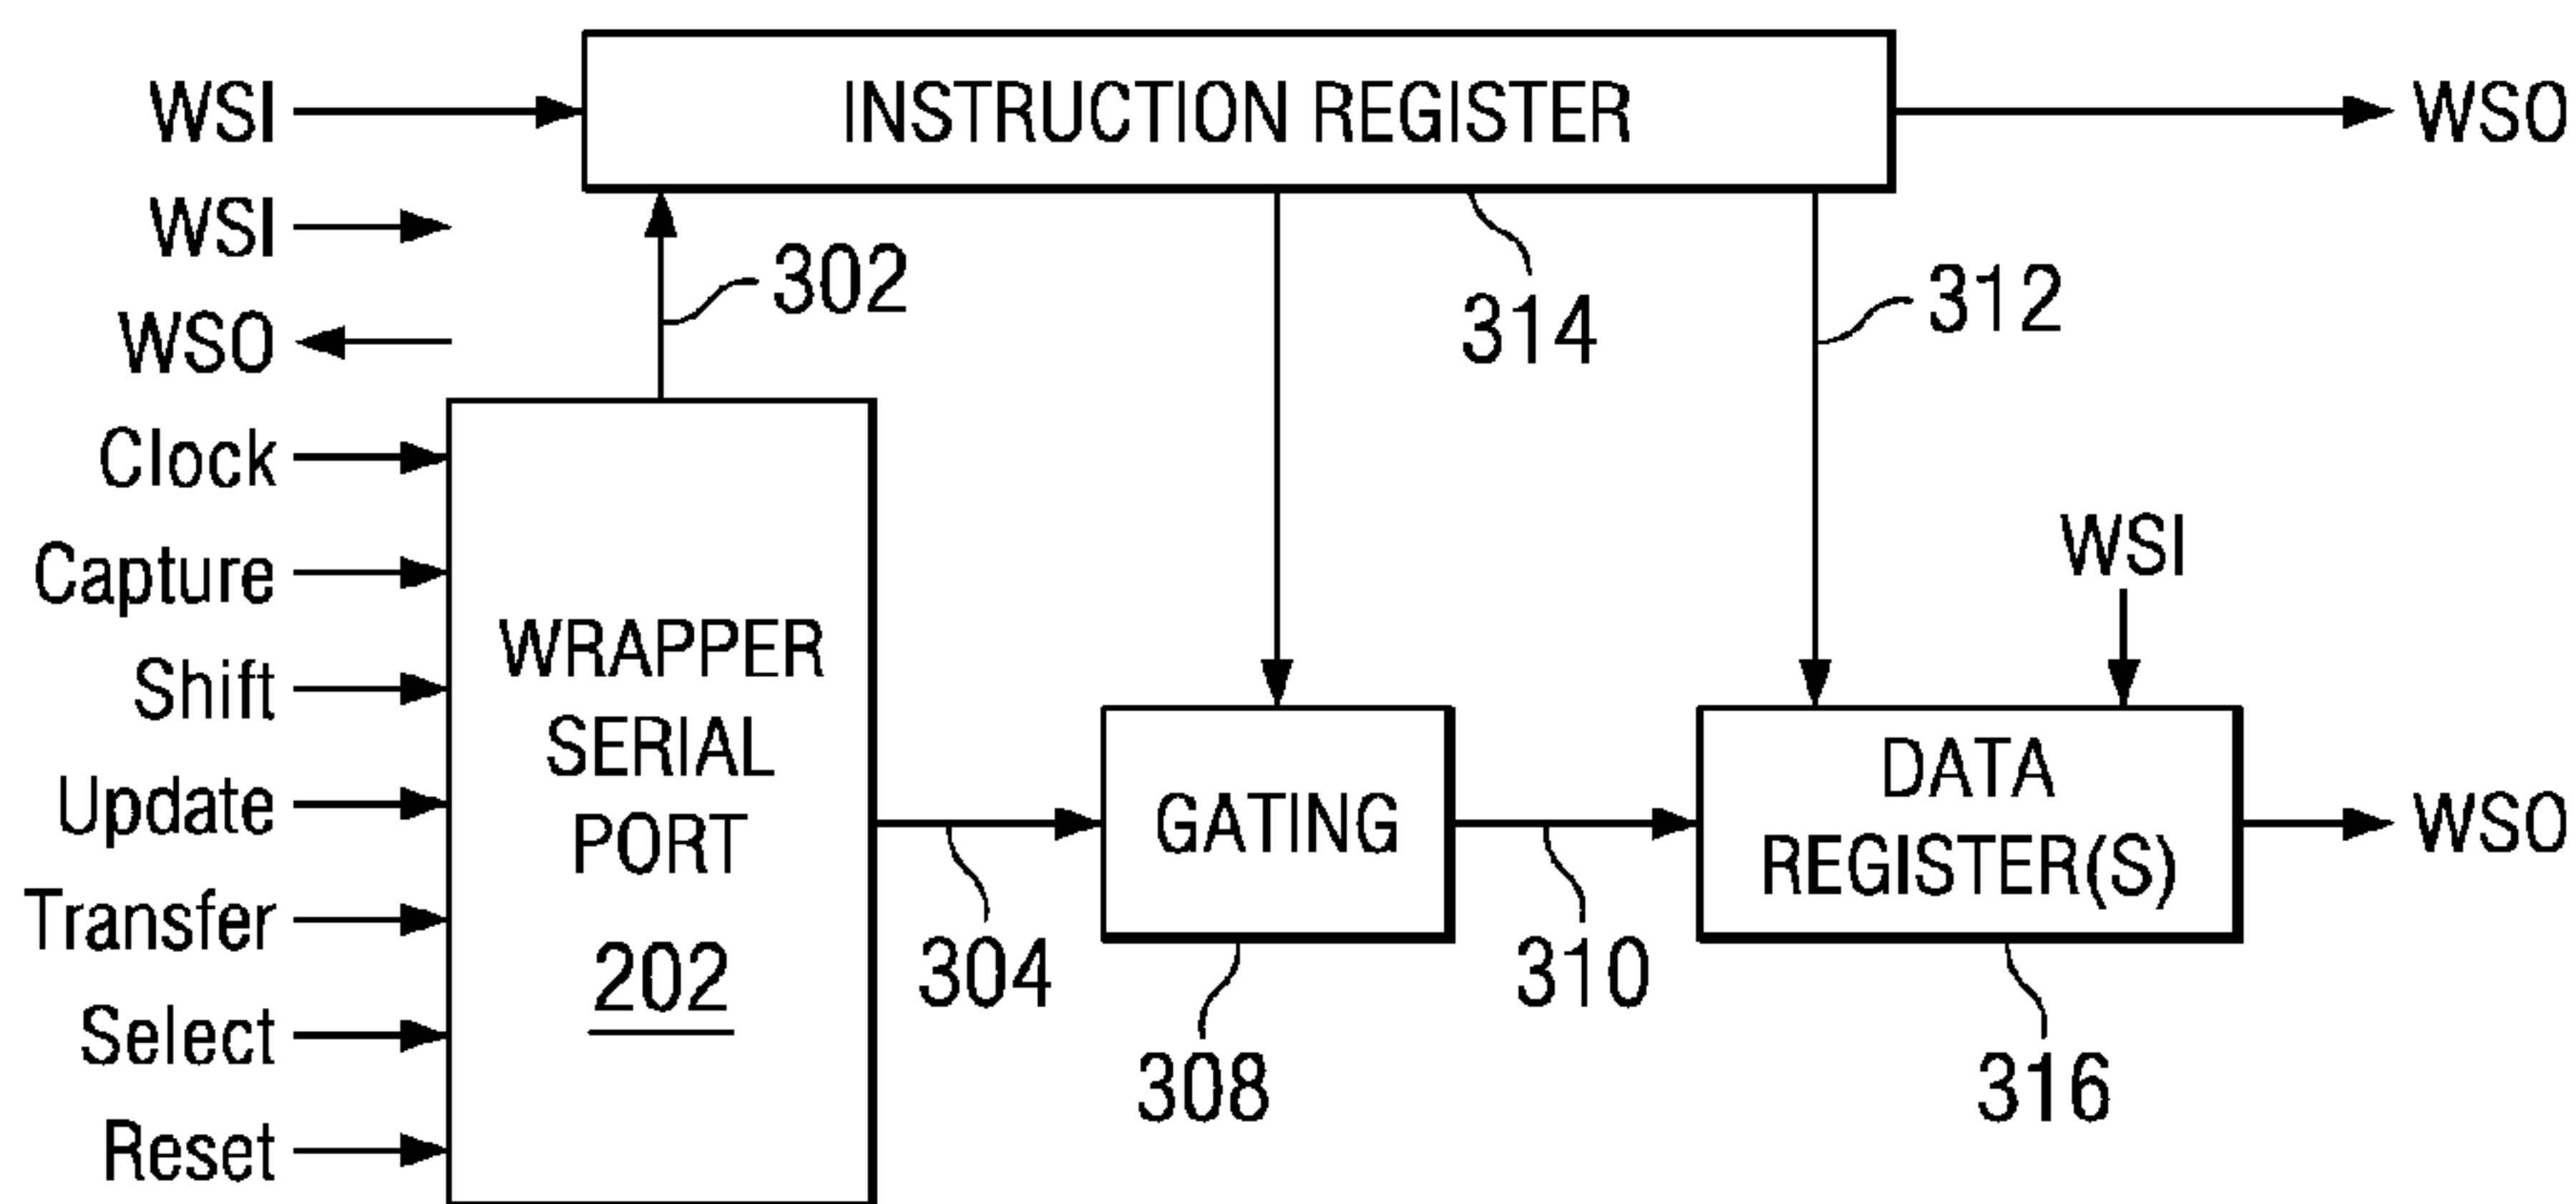 WSI
INSTRUCTION REGISTER
WSO
WSI
302
314
312
WSO
Clock
Capture
Shift
Update
Transfer
Select
Reset
WRAPPER
SERIAL
PORT
202
304
GATING
308
310
WSI
DATA
REGISTER(S)
316
WSO